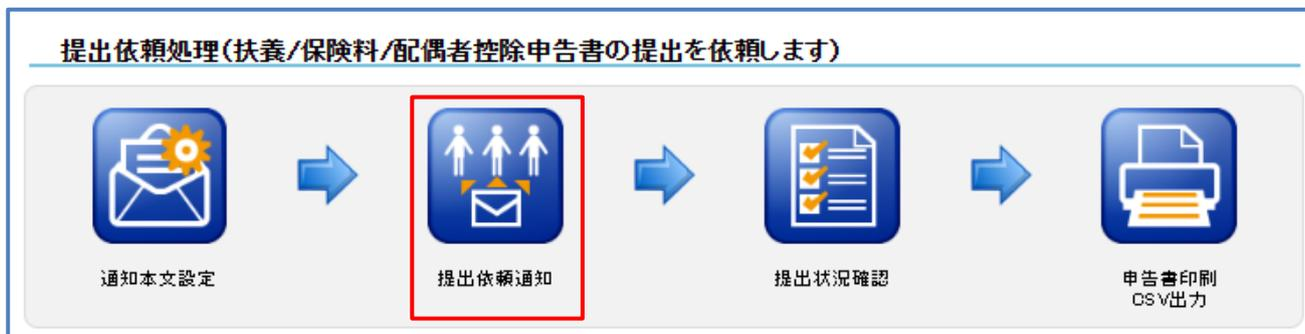 提出依頼処理(扶養/保険料/配偶者控除申告書の提出を依頼します)
通知本文設定
提出依頼通知
提出状況確認
申告書印刷
CSV出力